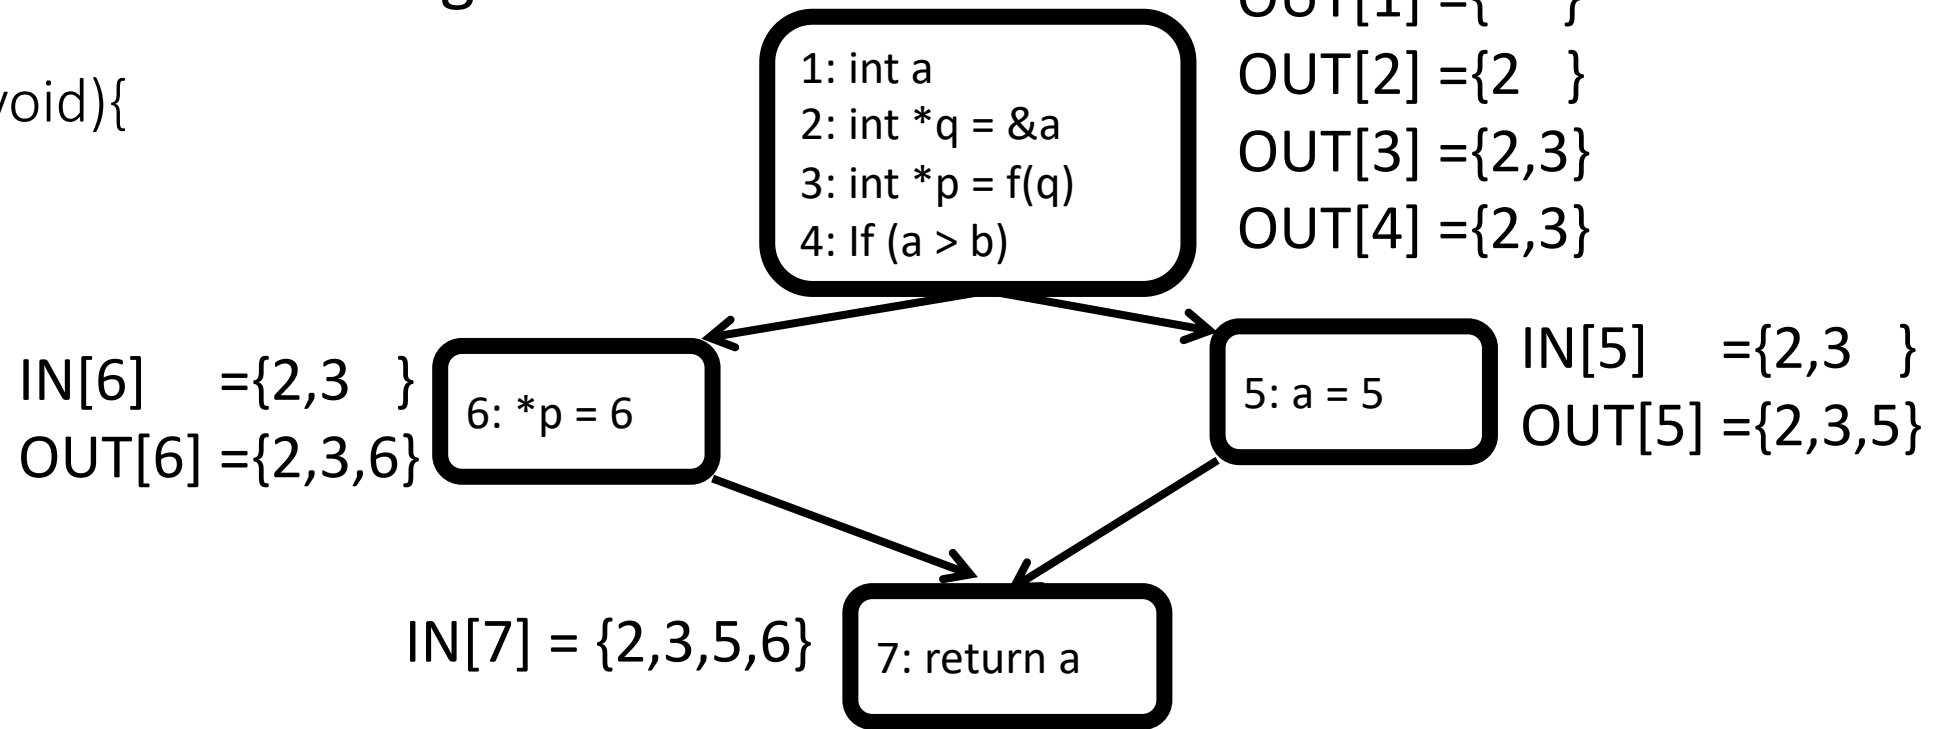 void){
1: int a
2: int *q = &a
3: int *p = f(q)
4: If (a > b)
OUT[1] ={ }
OUT[2] ={2 }
OUT[3] ={2,3}
OUT[4] ={2,3}
IN[6] ={2,3 }
OUT[6] ={2,3,6}
6: *p = 6
5: a = 5
IN[5] ={2,3 }
OUT[5] ={2,3,5}
IN[7] = {2,3,5,6}
7: return a